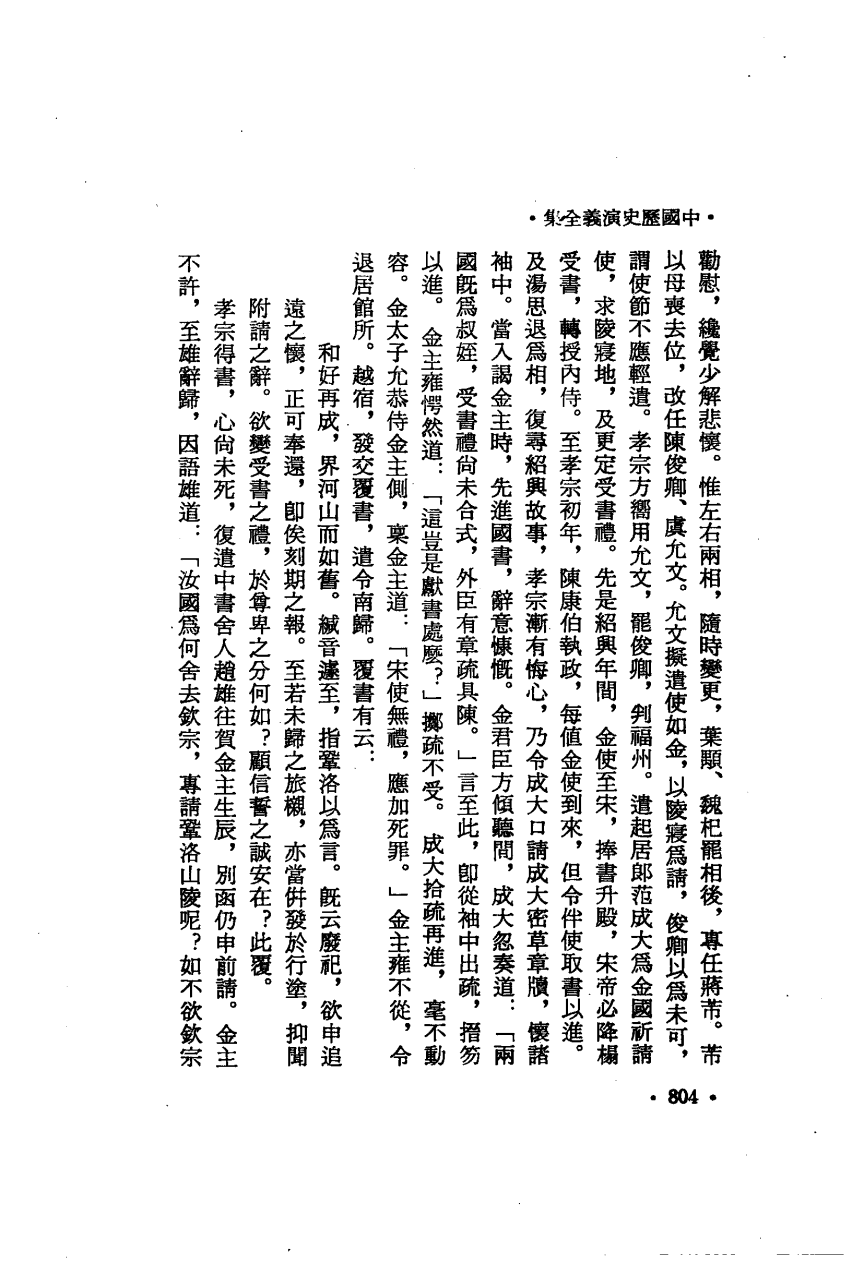 ·中國歷史演義全集·
勸慰，纔覺少解悲懷。惟左右兩相，隨時變更，葉顒、魏杞罷相後，專任蔣芾。芾
以母喪去位，改任陳俊卿、虞允文。允文擬遣使如金，以陵寢爲請，俊卿以爲未可，
謂使節不應輕遣。孝宗方嚮用允文，罷俊卿，判福州。遣起居郎范成大爲金國祈請
使，求陵寢地，及更定受書禮。先是紹興年間，金使至宋，捧書升殿，宋帝必降榻
受書，轉授內侍。至孝宗初年，陳康伯執政，每值金使到來，但令伴使取書以進。
及湯思退爲相，復尋紹興故事，孝宗漸有悔心，乃令成大口請成大密草章牘，懷諸
袖中。當入謁金主時，先進國書，辭意慷慨。金君臣方傾聽間，成大忽奏道：「兩
國旣爲叔姪，受書禮尙未合式，外臣有章疏具陳。」言至此，卽從袖中出疏，搢笏
以進。金主雍愕然道：「這豈是獻書處麼？」擲疏不受。成大拾疏再進，毫不動
容。金太子允恭侍金主側，稟金主道：「宋使無禮，應加死罪。」金主雍不從，令
退居館所。越宿，發交覆書，遣令南歸。覆書有云：
和好再成，界河山而如舊。緘音遽至，指鞏洛以爲言。旣云廢祀，欲申追
遠之懷，正可奉還，卽俟刻期之報。至若未歸之旅櫬，亦當倂發於行塗，抑聞
附請之辭。欲變受書之禮，於尊卑之分何如？顧信誓之誠安在？此覆。
孝宗得書，心尙未死，復遣中書舍人趙雄往賀金主生辰，別函仍申前請。金主
不許，至雄辭歸，因語雄道：「汝國爲何舍去欽宗，專請鞏洛山陵呢？如不欲欽宗
·804·